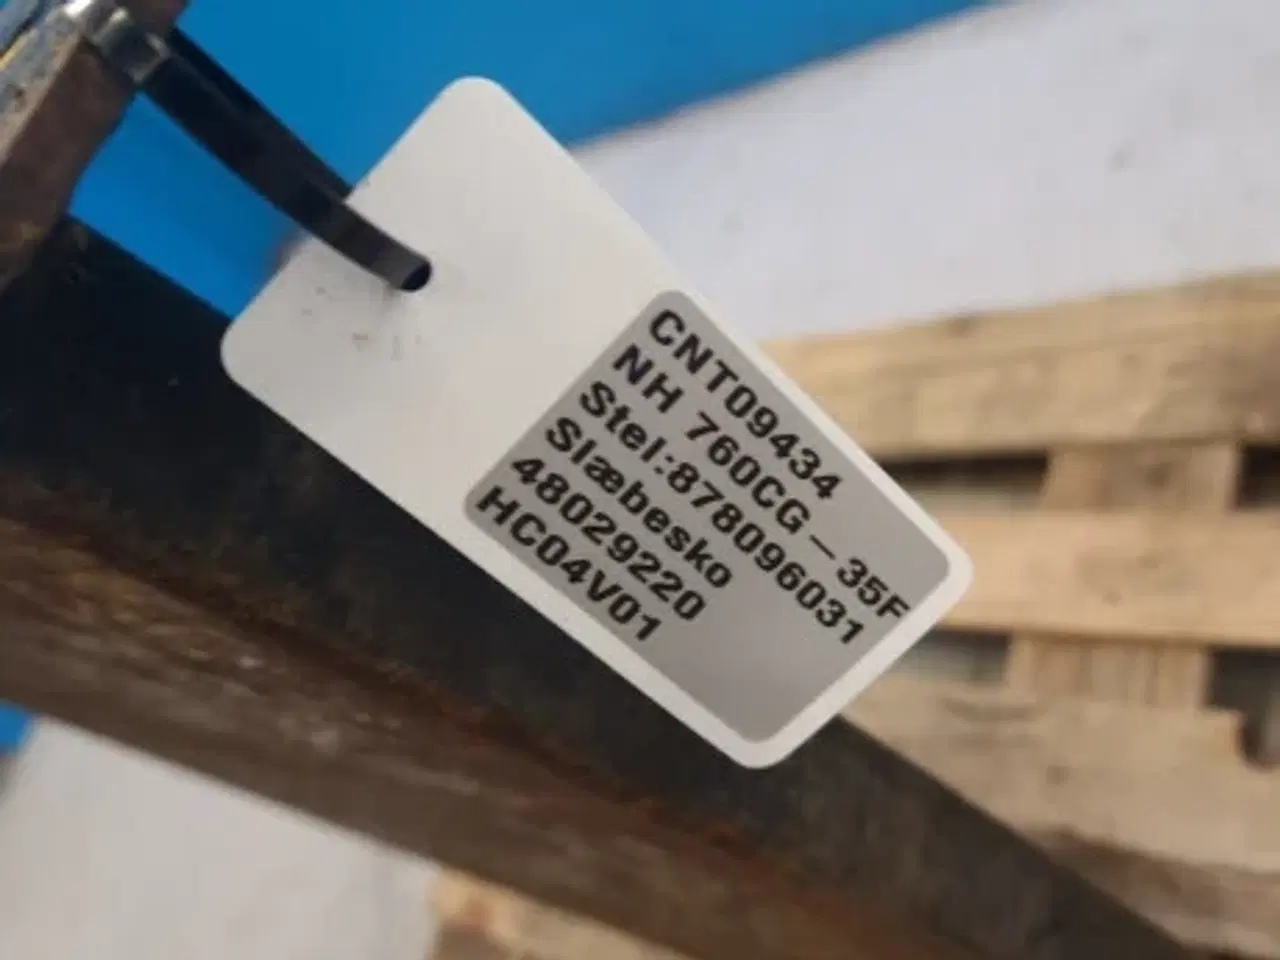 CNT09434
NH 760CG-35F
Stel:878096031
Slæbesko
48029220
HC04V01